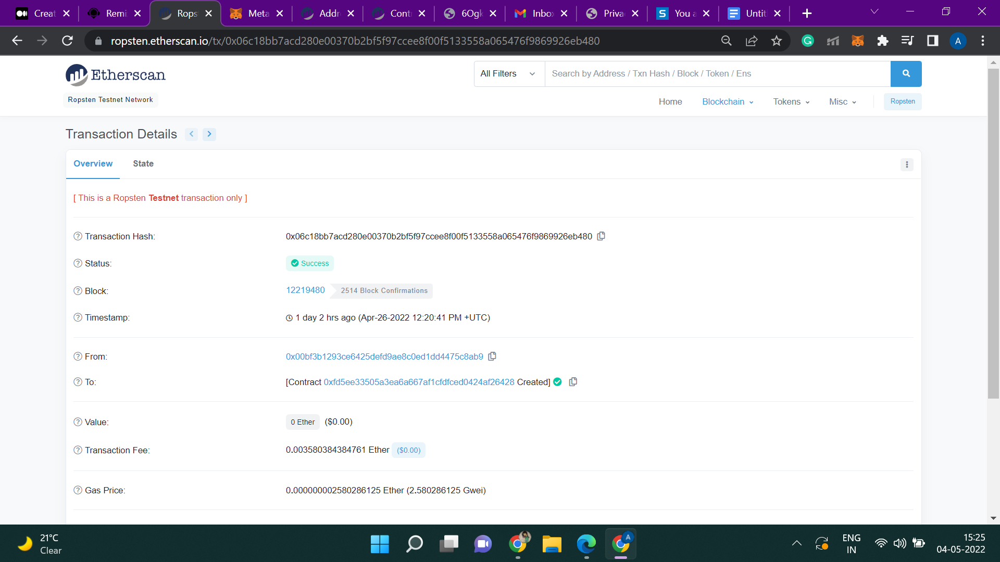 Creat
Remi
Rops
Meta
Addr
Cont
6Ogk
Inbo
Priva
You a
Untit
ropsten.etherscan.io/tx/0x06c18bb7acd280e00370b2bf5f97ccee8f00f5133558a065476f9869926eb480
A
Etherscan
All Filters
Search by Address / Txn Hash / Block / Token / Ens
Ropsten Testnet Network
Home
Blockchain
Tokens
Misc
Ropsten
Transaction Details
Overview
State
[ This is a Ropsten Testnet transaction only ]
Transaction Hash:
0x06c18bb7acd280e00370b2bf5f97ccee8f00f5133558a065476f9869926eb480
Status:
Success
Block:
12219480
2514 Block Confirmations
Timestamp:
1 day 2 hrs ago (Apr-26-2022 12:20:41 PM +UTC)
From:
0x00bf3b1293ce6425defd9ae8c0ed1dd4475c8ab9
To:
[Contract 0xfd5ee33505a3ea6a667af1cfdfced0424af26428 Created]
Value:
0 Ether
($0.00)
Transaction Fee:
0.003580384384761 Ether
($0.00)
Gas Price:
0.000000002580286125 Ether (2.580286125 Gwei)
21°C
Clear
A
ENG
IN
15:25
04-05-2022